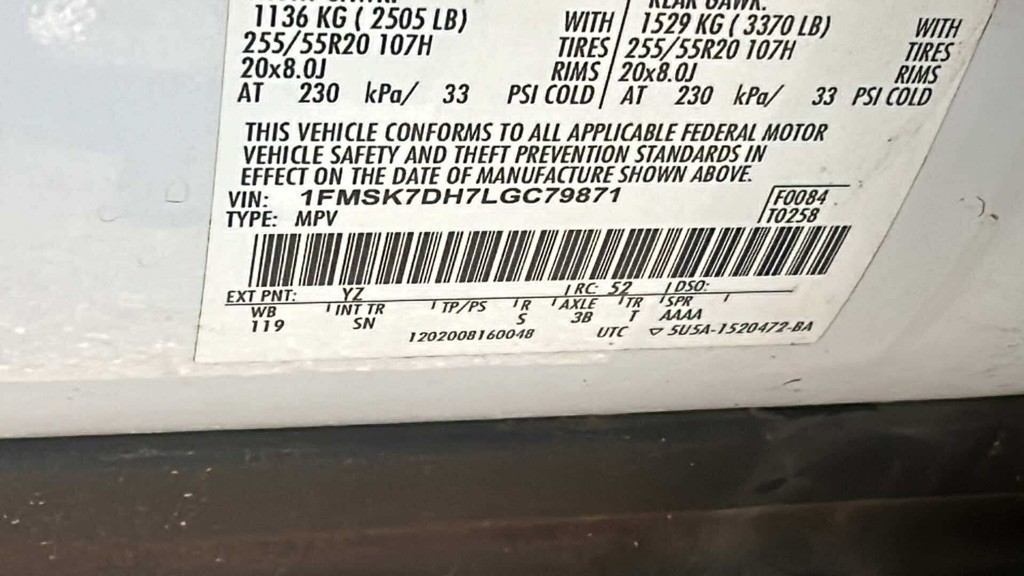 1136 KG ( 2505 LB) WITH 1529 KG ( 3370 LB) WITH
255/55R20 107H TIRES 255/55R20 107H TIRES
20x8.0J RIMS 20x8.0J RIMS
AT 230 kPa/ 33 PSI COLD AT 230 kPa/ 33 PSI COLD
THIS VEHICLE CONFORMS TO ALL APPLICABLE FEDERAL MOTOR
VEHICLE SAFETY AND THEFT PREVENTION STANDARDS IN
EFFECT ON THE DATE OF MANUFACTURE SHOWN ABOVE.
VIN: 1FMSK7DH7LGC79871 F0084
TYPE: MPV T0258
EXT PNT: YZ RC: 52 DSO:
WB INT TR TP/PS R AXLE TR SPR
119 SN S 3B T AAAA
1202008160048 UTC ▽ 5U5A-1520472-BA